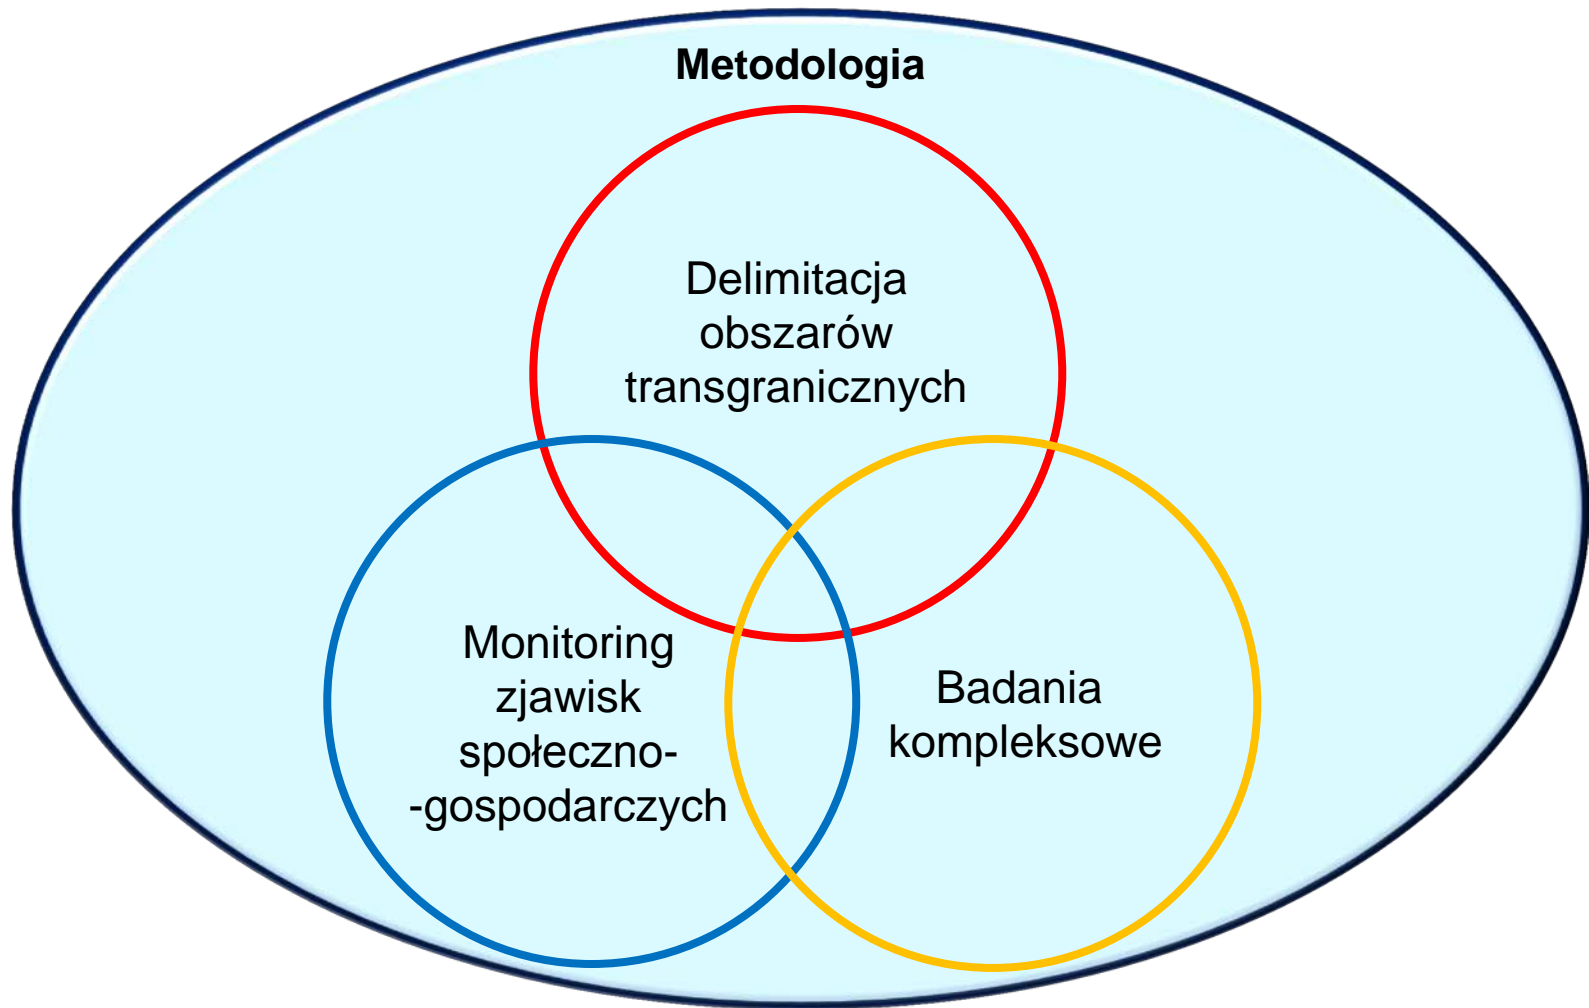 Metodologia
Delimitacja
obszarów
transgranicznych
Monitoring
zjawisk
społeczno-
-gospodarczych
Badania
kompleksowe